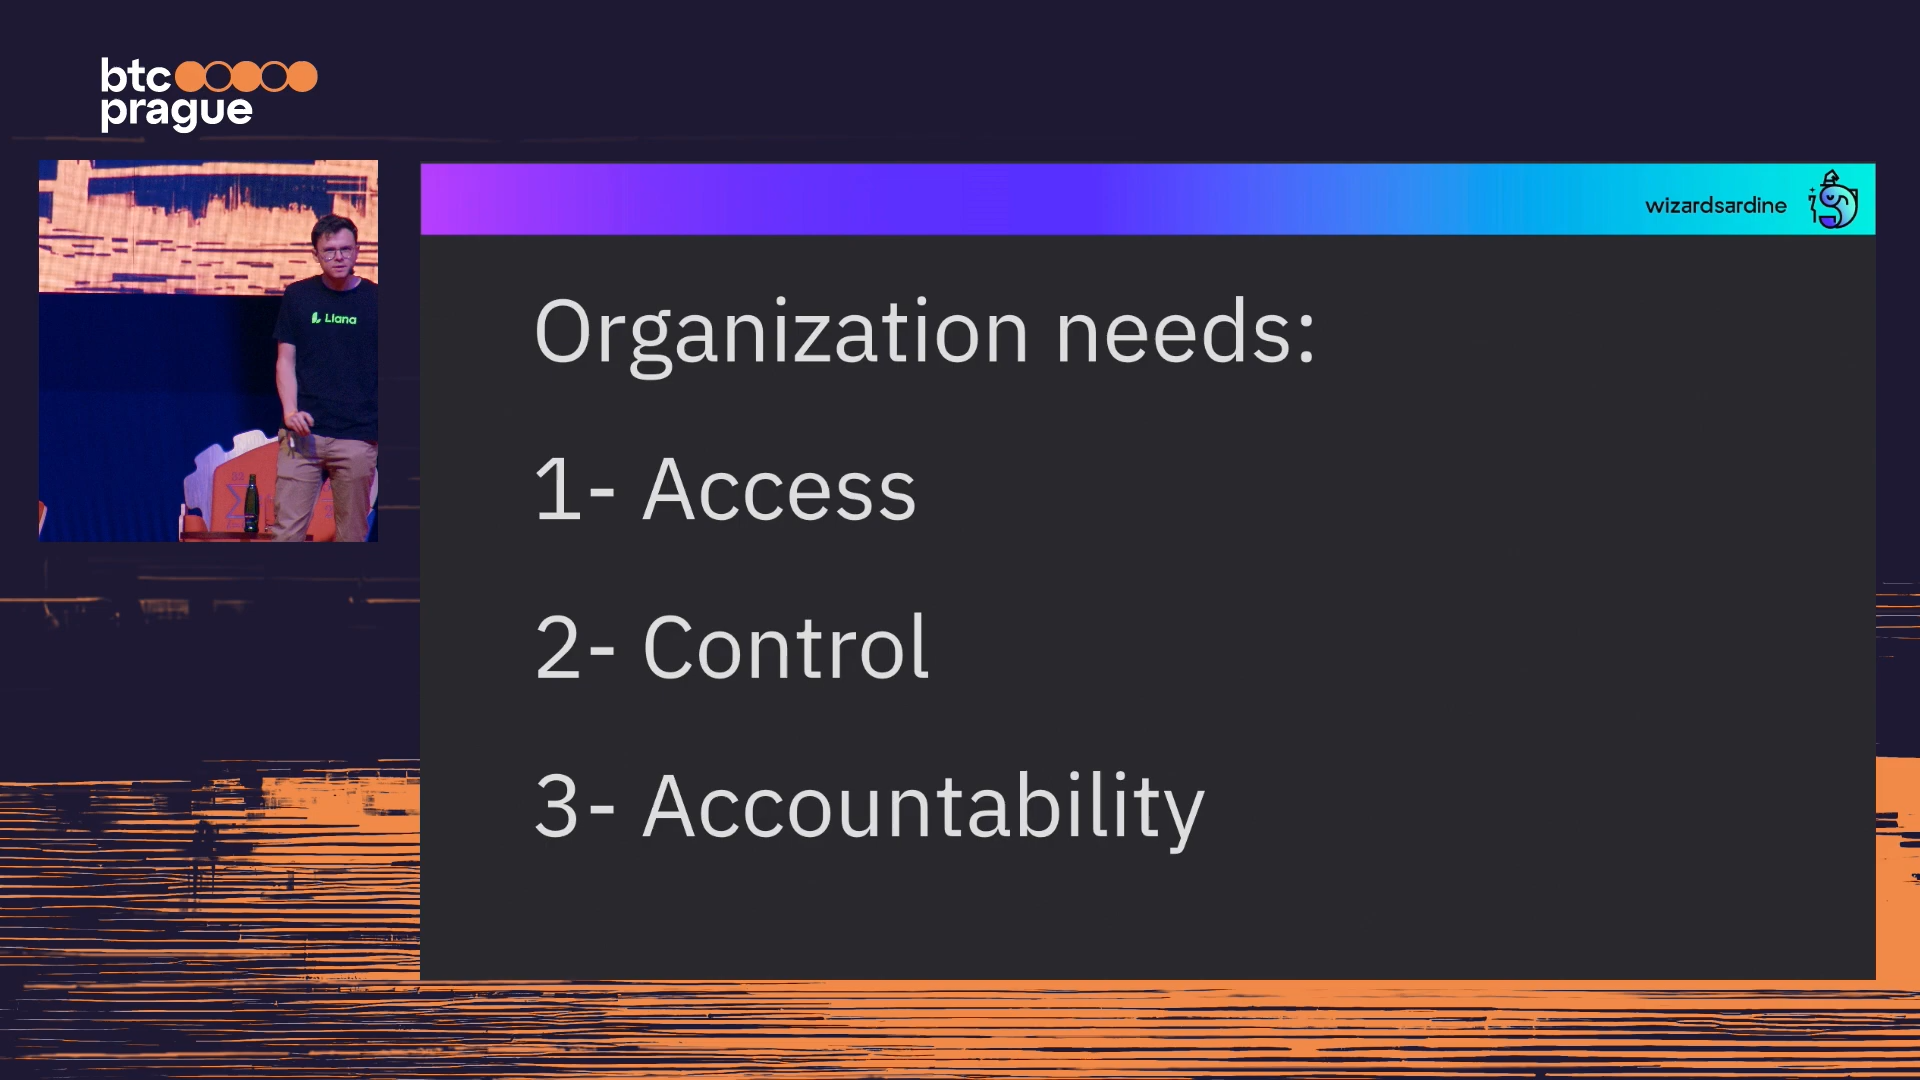 btc
prague
wizardsardine
Liana
Organization needs:
1- Access
2- Control
3- Accountability